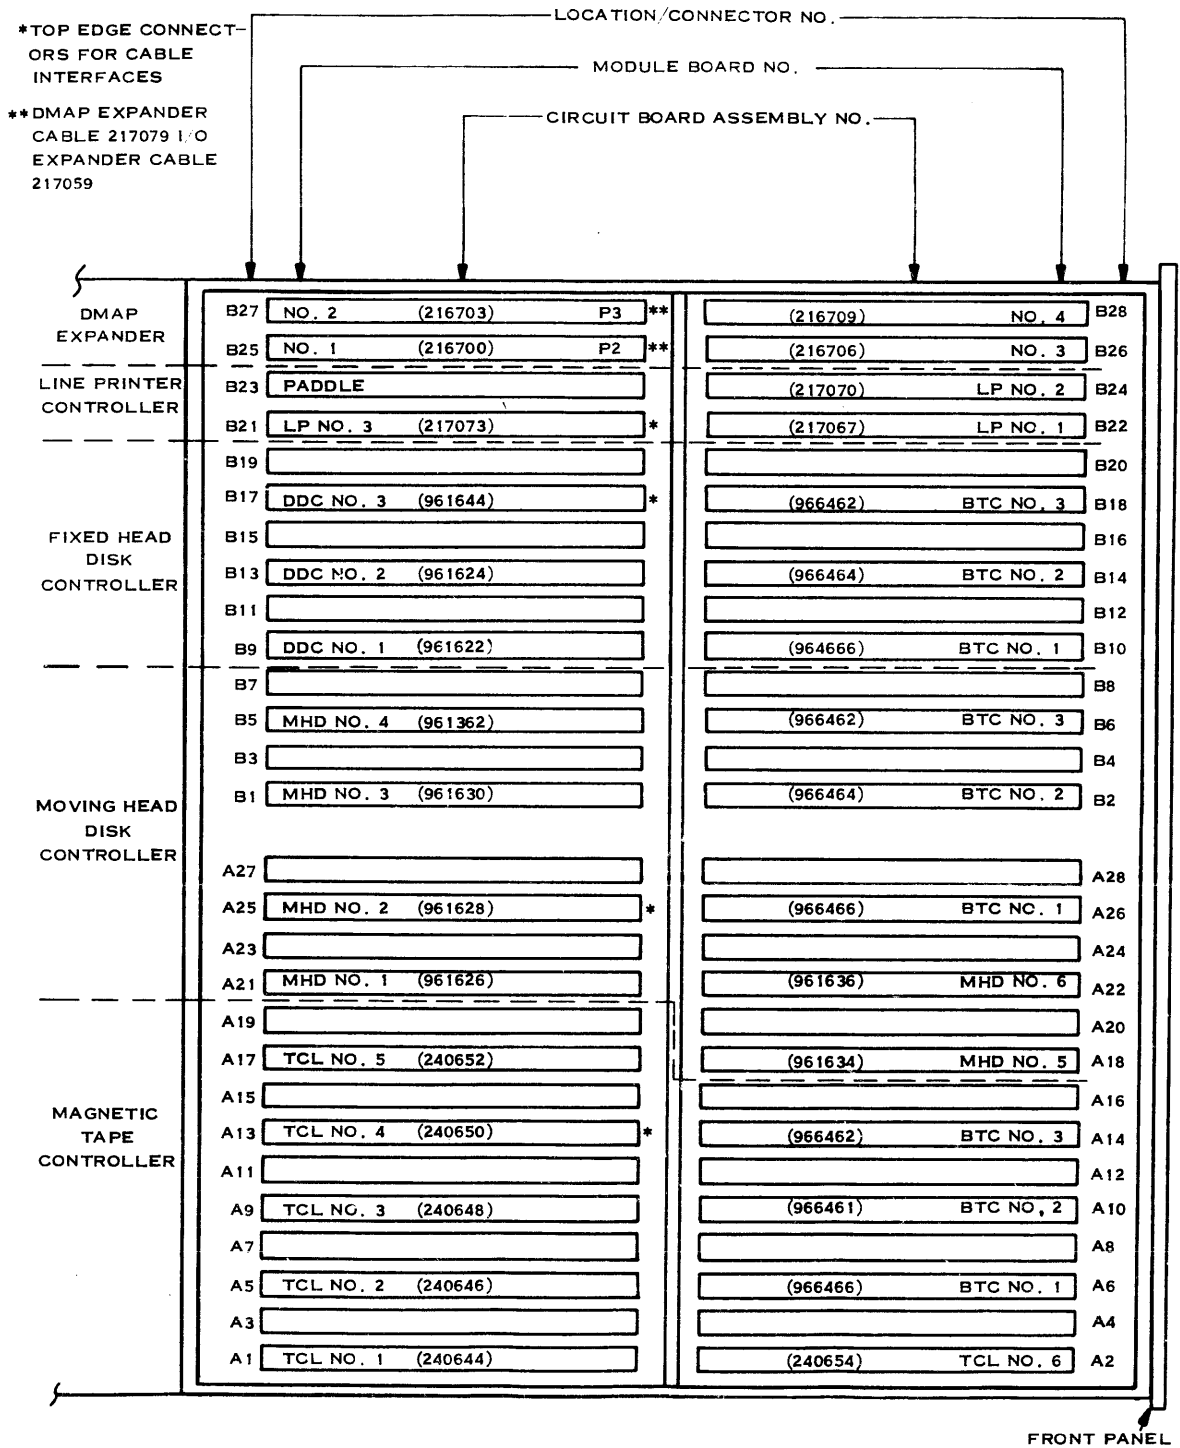 LOCATION/CONNECTOR NO.
*TOP EDGE CONNECT-
ORS FOR CABLE
INTERFACES
MODULE BOARD NO.
**DMAP EXPANDER
CABLE 217079 I/O
EXPANDER CABLE
217059
CIRCUIT BOARD ASSEMBLY NO.
DMAP
EXPANDER
B27 NO. 2 (216703) P3 ** (216709) NO. 4 B28
B25 NO. 1 (216700) P2 ** (216706) NO. 3 B26
LINE PRINTER
CONTROLLER
B23 PADDLE (217070) LP NO. 2 B24
B21 LP NO. 3 (217073) * (217067) LP NO. 1 B22
FIXED HEAD
DISK
CONTROLLER
B19 B20
B17 DDC NO. 3 (961644) * (966462) BTC NO. 3 B18
B15 B16
B13 DDC NO. 2 (961624) (966464) BTC NO. 2 B14
B11 B12
B9 DDC NO. 1 (961622) (964666) BTC NO. 1 B10
MOVING HEAD
DISK
CONTROLLER
B7 B8
B5 MHD NO. 4 (961362) (966462) BTC NO. 3 B6
B3 B4
B1 MHD NO. 3 (961630) (966464) BTC NO. 2 B2
A27 A28
A25 MHD NO. 2 (961628) * (966466) BTC NO. 1 A26
A23 A24
A21 MHD NO. 1 (961626) (961636) MHD NO. 6 A22
MAGNETIC
TAPE
CONTROLLER
A19 A20
A17 TCL NO. 5 (240652) (961634) MHD NO. 5 A18
A15 A16
A13 TCL NO. 4 (240650) * (966462) BTC NO. 3 A14
A11 A12
A9 TCL NO. 3 (240648) (966461) BTC NO, 2 A10
A7 A8
A5 TCL NO. 2 (240646) (966466) BTC NO. 1 A6
A3 A4
A1 TCL NO. 1 (240644) (240654) TCL NO. 6 A2
FRONT PANEL